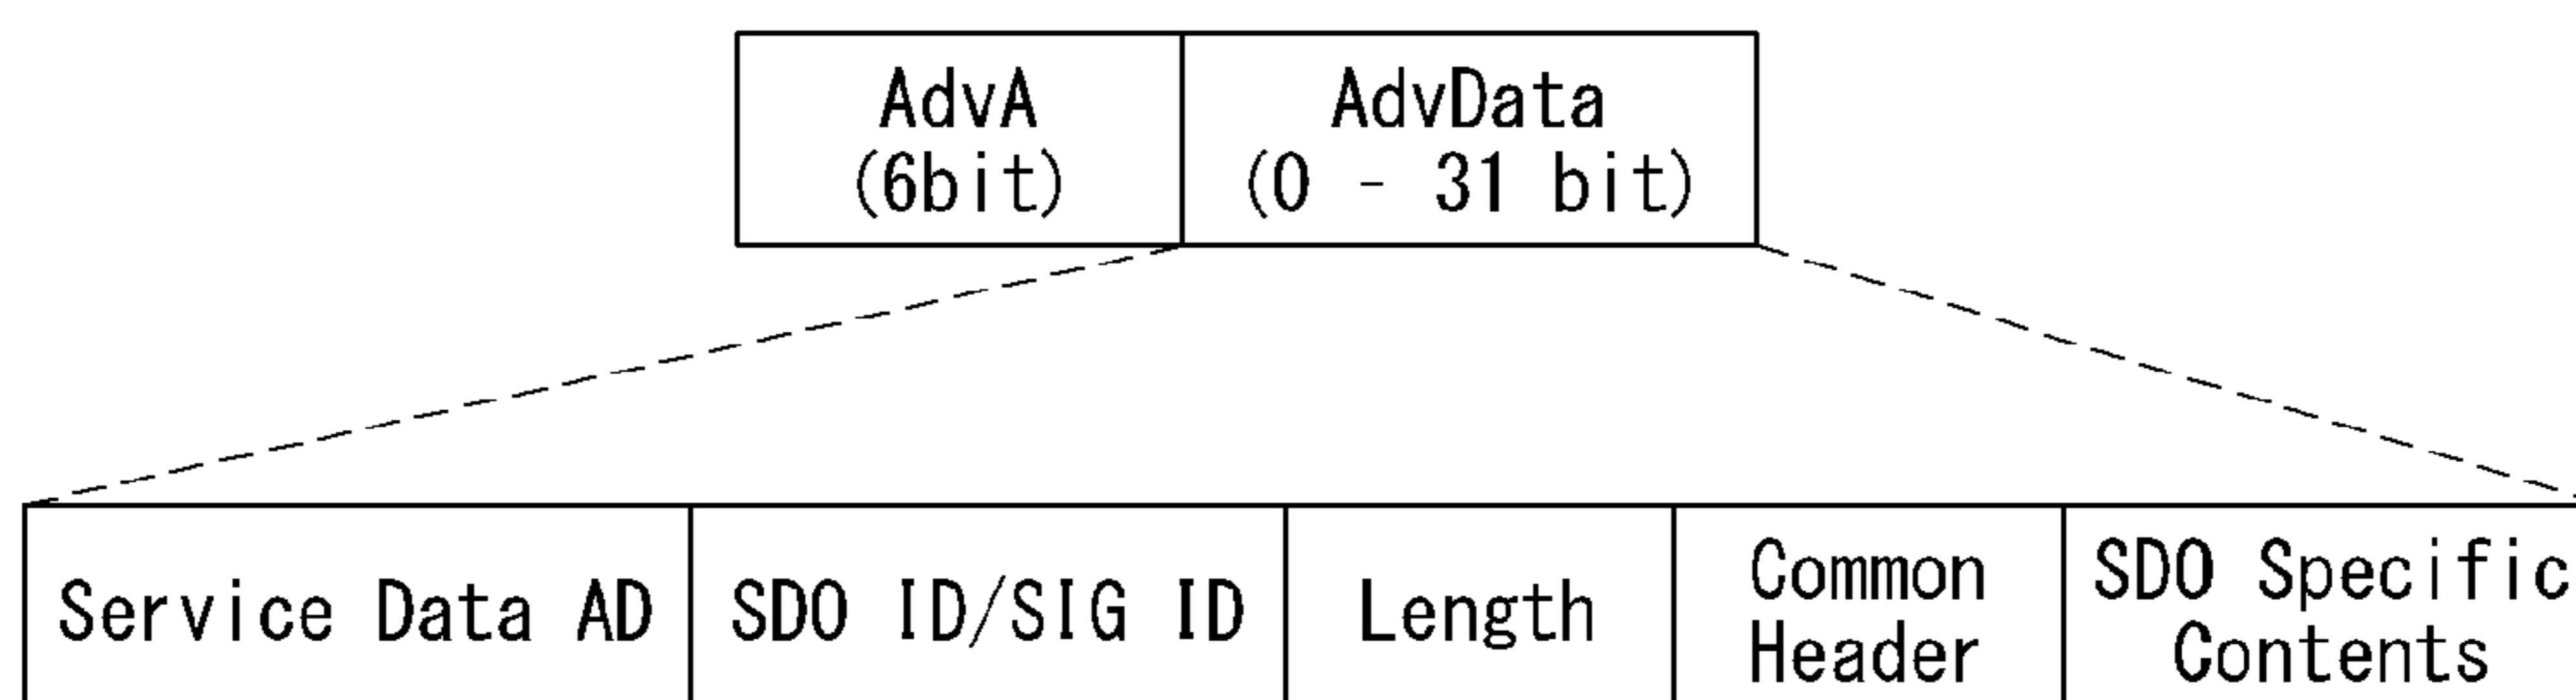 AdvA
(6bit)
AdvData
(0 - 31 bit)
Service Data AD
SDO ID/SIG ID
Length
Common
Header
SDO Specific
Contents